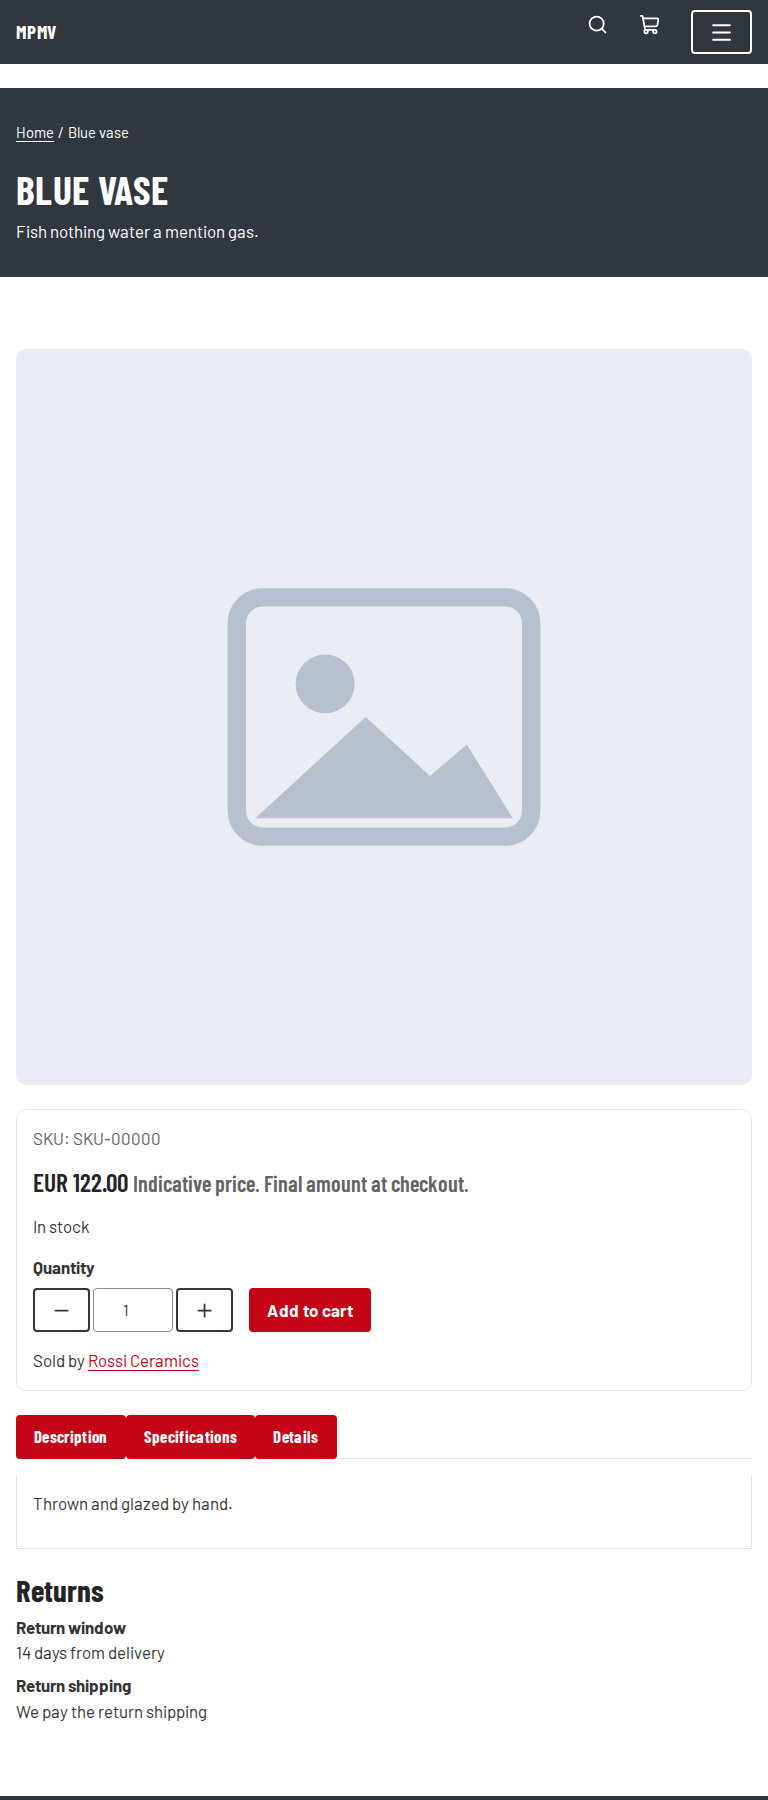 MPMV
Home / Blue vase
BLUE VASE
Fish nothing water a mention gas.
SKU: SKU-00000
EUR 122.00 Indicative price. Final amount at checkout.
In stock
Quantity
1
Add to cart
Sold by Rossi Ceramics
Description
Specifications
Details
Thrown and glazed by hand.
Returns
Return window
14 days from delivery
Return shipping
We pay the return shipping